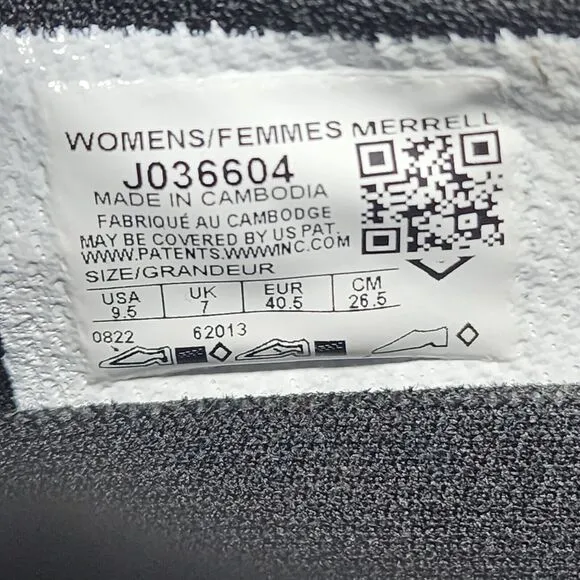 WOMENS/FEMMES MERRELL
J036604
MADE IN CAMBODIA
FABRIQUÉ AU CAMBODGE
MAY BE COVERED BY US PAT.
WWW.PATENTS.WWWINC.COM
SIZE/GRANDEUR
USA UK EUR CM
9.5 7 40.5 26.5
0822 62013